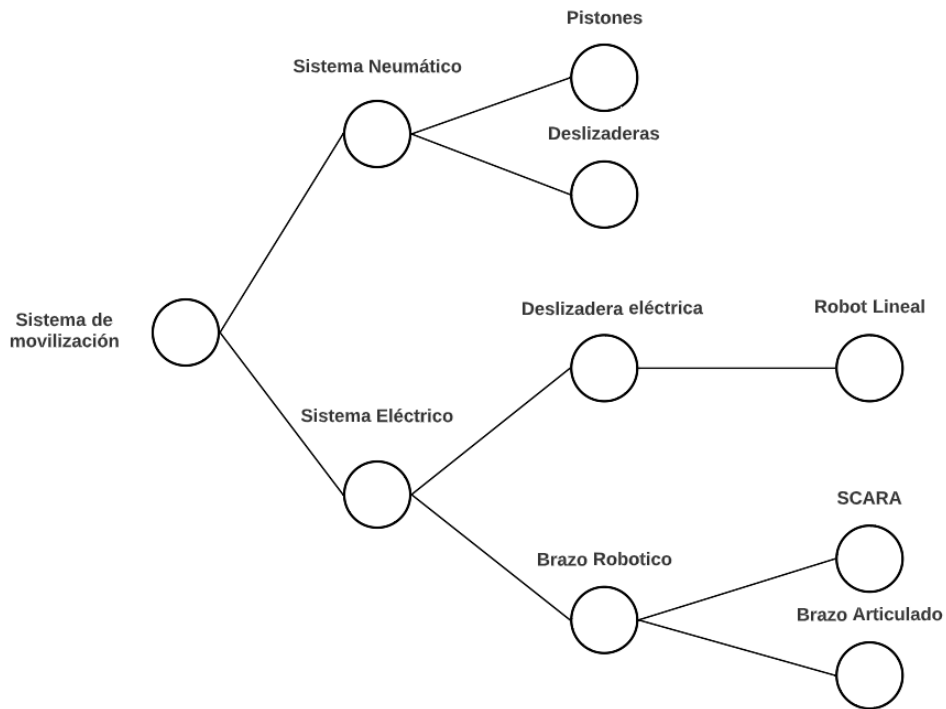 Pistones
Sistema Neumático
Deslizaderas
Sistema de
movilización
Deslizadera eléctrica
Robot Lineal
Sistema Eléctrico
SCARA
Brazo Robotico
Brazo Articulado